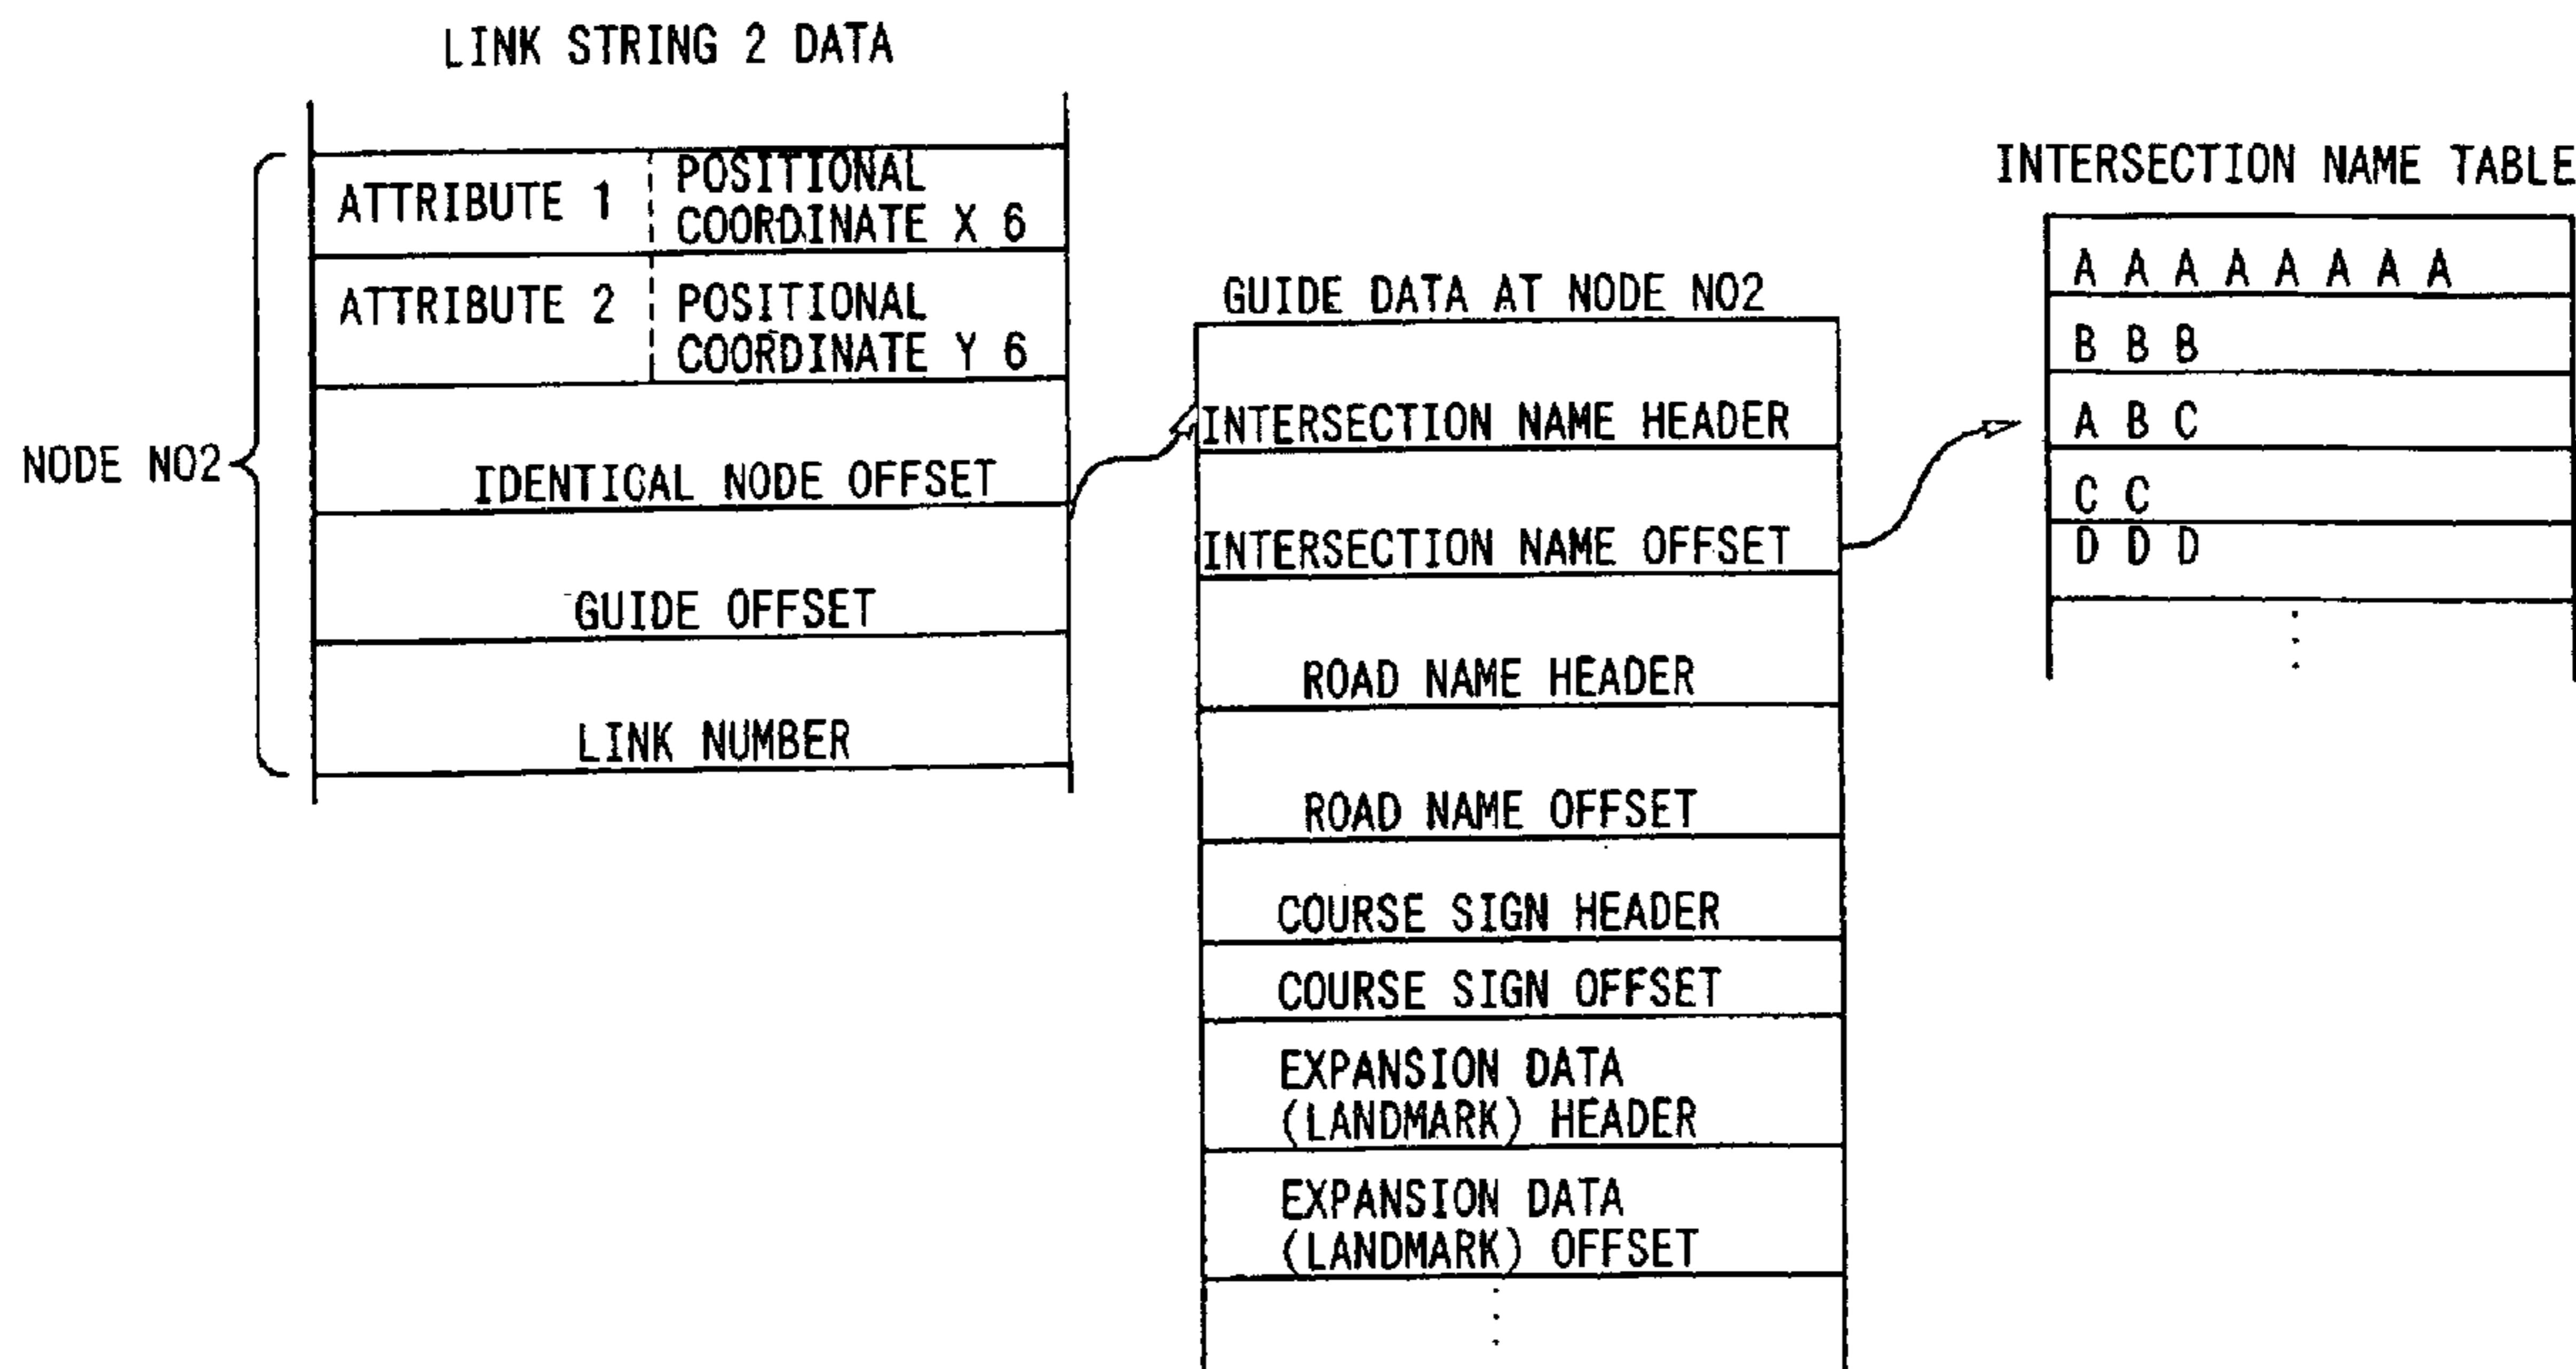 LINK STRING 2 DATA
NODE NO2
ATTRIBUTE 1
POSITIONAL
COORDINATE X 6
ATTRIBUTE 2
POSITIONAL
COORDINATE Y 6
IDENTICAL NODE OFFSET
GUIDE OFFSET
LINK NUMBER
GUIDE DATA AT NODE NO2
INTERSECTION NAME HEADER
INTERSECTION NAME OFFSET
ROAD NAME HEADER
ROAD NAME OFFSET
COURSE SIGN HEADER
COURSE SIGN OFFSET
EXPANSION DATA
(LANDMARK) HEADER
EXPANSION DATA
(LANDMARK) OFFSET
INTERSECTION NAME TABLE
A A A A A A A A
B B B
A B C
C C
D D D